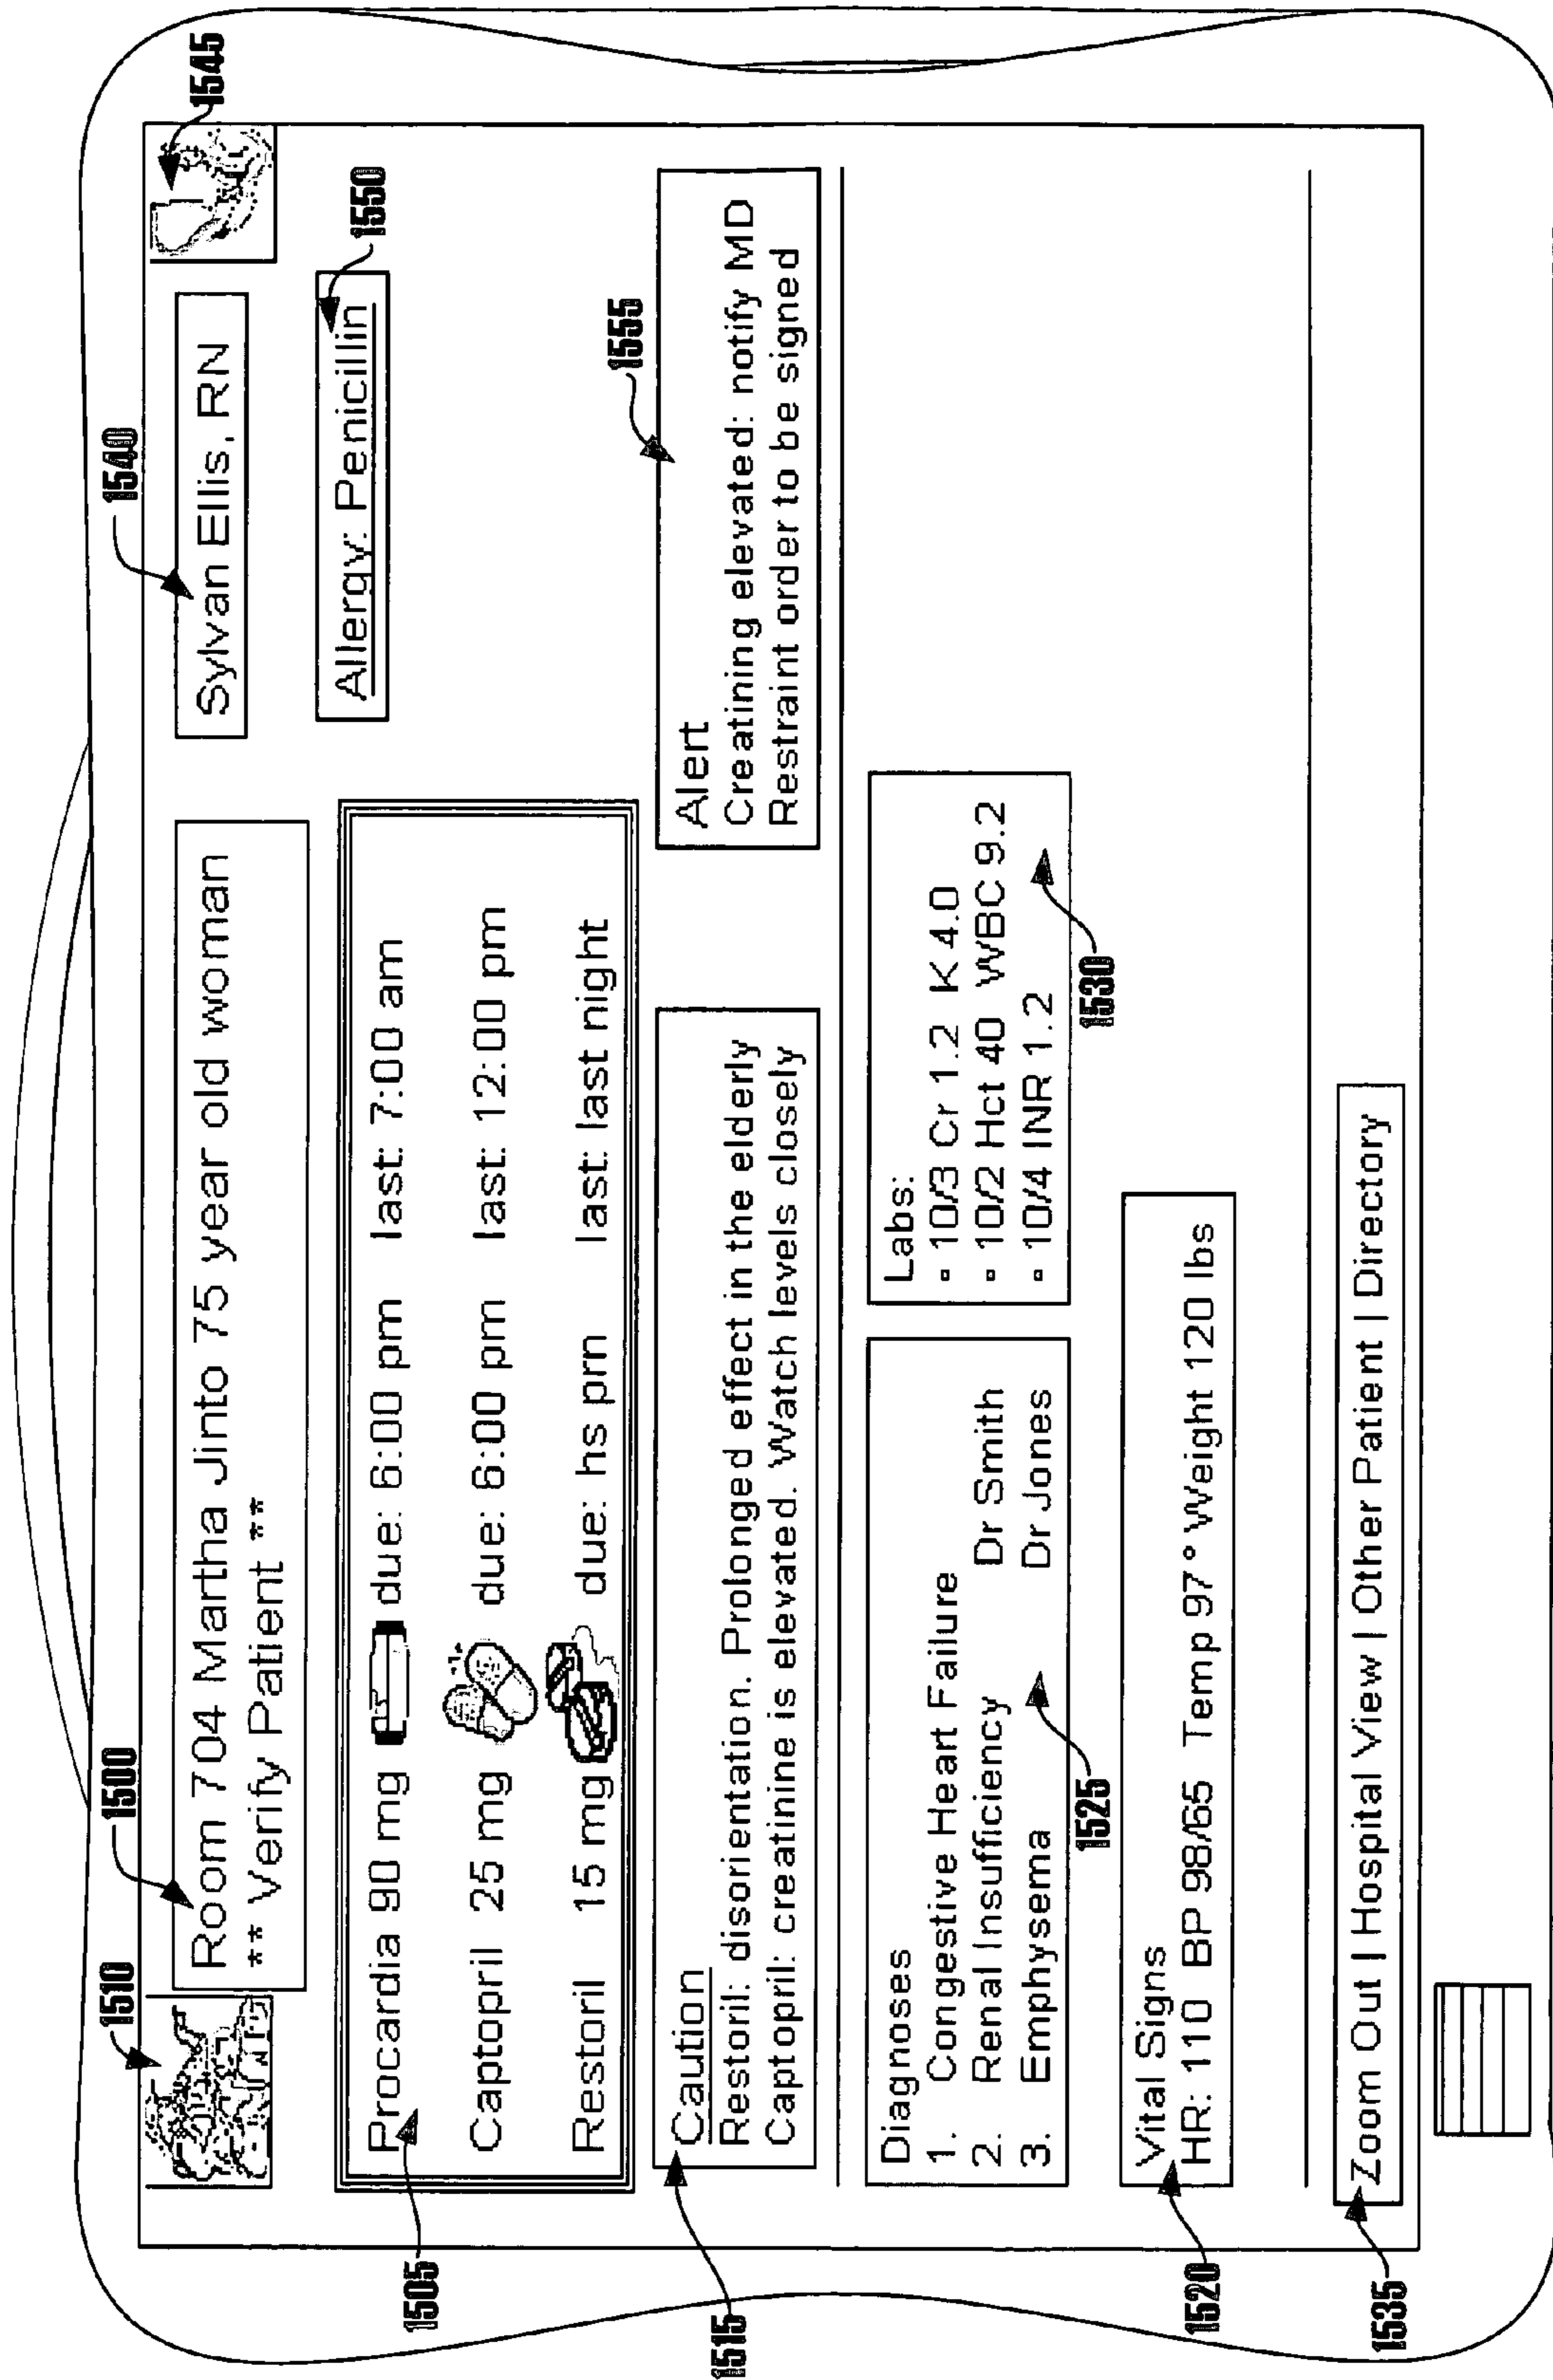 1510
1500
1540
1545
Room 704 Martha Jinto 75 year old woman
** Verify Patient **
Sylvan Ellis, RN
Allergy: Penicillin
1550
1505
Procardia 90 mg due: 6:00 pm last: 7:00 am
Captopril 25 mg due: 6:00 pm last: 12:00 pm
Restoril 15 mg due: hs prn last: last night
1515
Caution
Restoril: disorientation. Prolonged effect in the elderly
Captopril: creatinine is elevated. Watch levels closely
1555
Alert
Creatining elevated: notify MD
Restraint order to be signed
Diagnoses
1. Congestive Heart Failure
2. Renal Insufficiency Dr Smith
3. Emphysema Dr Jones
1525
Labs:
▫ 10/3 Cr 1.2 K 4.0
▫ 10/2 Hct 40 WBC 9.2
▫ 10/4 INR 1.2
1530
1520
Vital Signs
HR: 110 BP 98/65 Temp 97° Weight 120 lbs
1535
Zoom Out | Hospital View | Other Patient | Directory